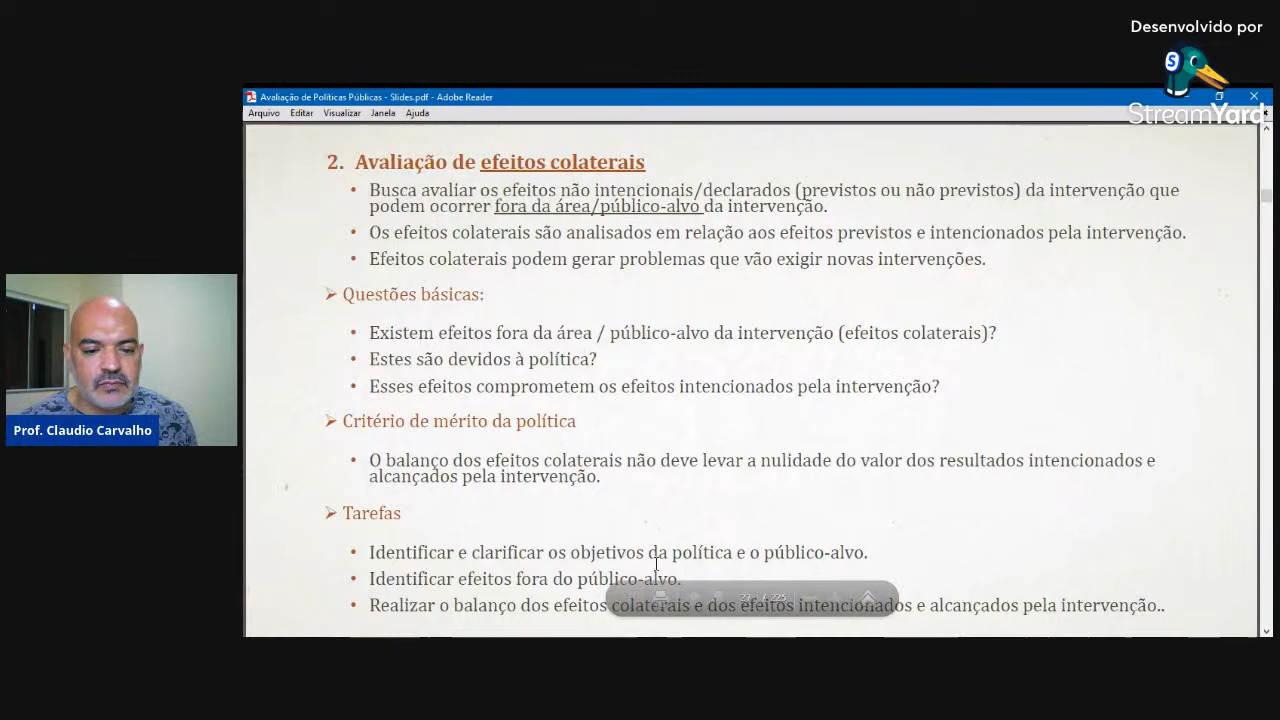 Desenvolvido por
S
StreamYard
Avaliação de Políticas Públicas - Slides.pdf - Adobe Reader
Arquivo Editar Visualizar Janela Ajuda
2. Avaliação de efeitos colaterais
• Busca avaliar os efeitos não intencionais/declarados (previstos ou não previstos) da intervenção que
podem ocorrer fora da área/público-alvo da intervenção.
• Os efeitos colaterais são analisados em relação aos efeitos previstos e intencionados pela intervenção.
• Efeitos colaterais podem gerar problemas que vão exigir novas intervenções.
➢ Questões básicas:
• Existem efeitos fora da área / público-alvo da intervenção (efeitos colaterais)?
• Estes são devidos à política?
• Esses efeitos comprometem os efeitos intencionados pela intervenção?
➢ Critério de mérito da política
• O balanço dos efeitos colaterais não deve levar a nulidade do valor dos resultados intencionados e
alcançados pela intervenção.
➢ Tarefas
• Identificar e clarificar os objetivos da política e o público-alvo.
• Identificar efeitos fora do público-alvo.
• Realizar o balanço dos efeitos colaterais e dos efeitos intencionados e alcançados pela intervenção..
Prof. Claudio Carvalho